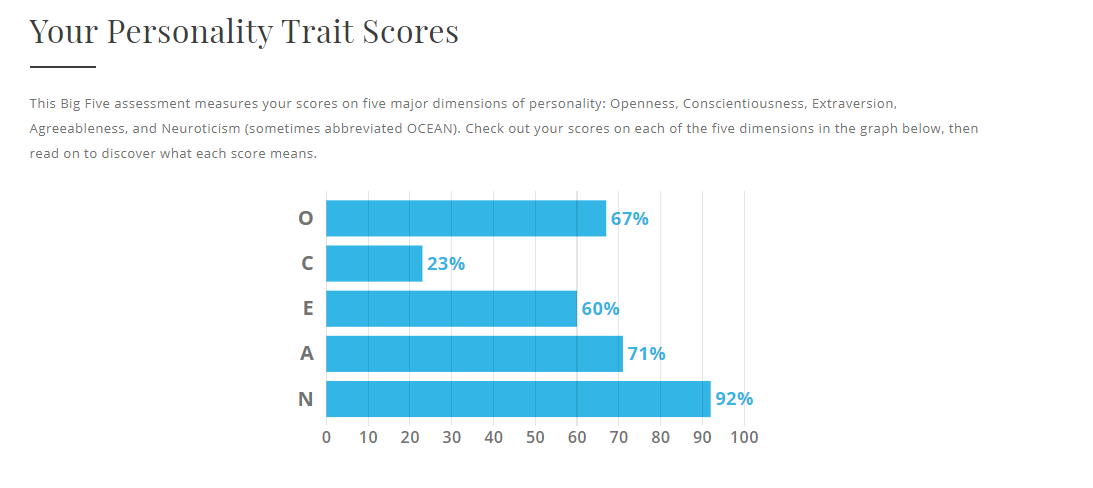 Your Personality Trait Scores
This Big Five assessment measures your scores on five major dimensions of personality: Openness, Conscientiousness, Extraversion,
Agreeableness, and Neuroticism (sometimes abbreviated OCEAN). Check out your scores on each of the five dimensions in the graph below, then
read on to discover what each score means.
O 67%
C 23%
E 60%
A 71%
N 92%
0 10 20 30 40 50 60 70 80 90 100